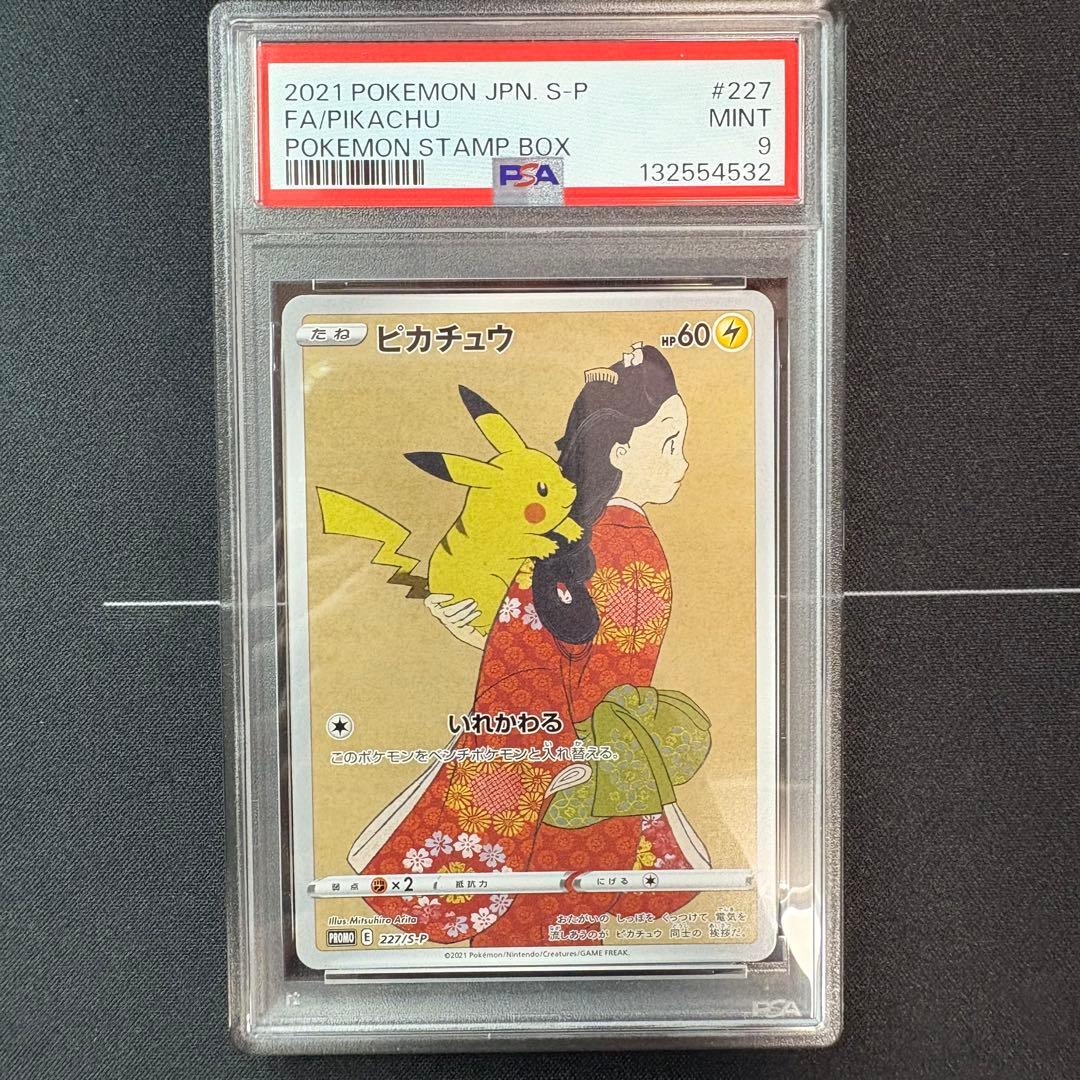 2021 POKEMON JPN. S-P #227
FA/PIKACHU MINT
POKEMON STAMP BOX 9
PSA 132554532
たね ピカチュウ HP60
いれかわる
このポケモンをベンチポケモンと入れ替える。
弱点 ×2 抵抗力 にげる
Illus. Mitsuhiro Arita
おたがいの しっぽを くっつけて 電気を
流しあうのが ピカチュウ 同士の 挨拶だ。
PROMO E 227/S-P
©2021 Pokémon/Nintendo/Creatures/GAME FREAK.
PSA